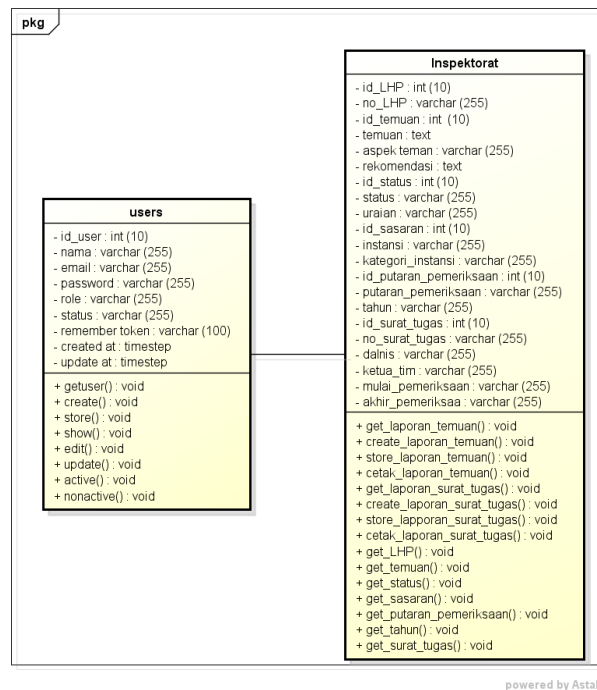 pkg
users
- id_user : int (10)
- nama : varchar (255)
- email : varchar (255)
- password : varchar (255)
- role : varchar (255)
- status : varchar (255)
- remember token : varchar (100)
- created at : timestep
- update at : timestep
+ getuser() : void
+ create() : void
+ store() : void
+ show() : void
+ edit() : void
+ update() : void
+ active() : void
+ nonactive() : void
Inspektorat
- id_LHP : int (10)
- no_LHP : varchar (255)
- id_temuan : int (10)
- temuan : text
- aspek teman : varchar (255)
- rekomendasi : text
- id_status : int (10)
- status : varchar (255)
- uraian : varchar (255)
- id_sasaran : int (10)
- instansi : varchar (255)
- kategori_instansi : varchar (255)
- id_putaran_pemeriksaan : int (10)
- putaran_pemeriksaan : varchar (255)
- tahun : varchar (255)
- id_surat_tugas : int (10)
- no_surat_tugas : varchar (255)
- dalnis : varchar (255)
- ketua_tim : varchar (255)
- mulai_pemeriksaan : varchar (255)
- akhir_pemeriksaa : varchar (255)
+ get_laporan_temuan() : void
+ create_laporan_temuan() : void
+ store_laporan_temuan() : void
+ cetak_laporan_temuan() : void
+ get_laporan_surat_tugas() : void
+ create_laporan_surat_tugas() : void
+ store_lapporan_surat_tugas() : void
+ cetak_laporan_surat_tugas() : void
+ get_LHP() : void
+ get_temuan() : void
+ get_status() : void
+ get_sasaran() : void
+ get_putaran_pemeriksaan() : void
+ get_tahun() : void
+ get_surat_tugas() : void
powered by Astal